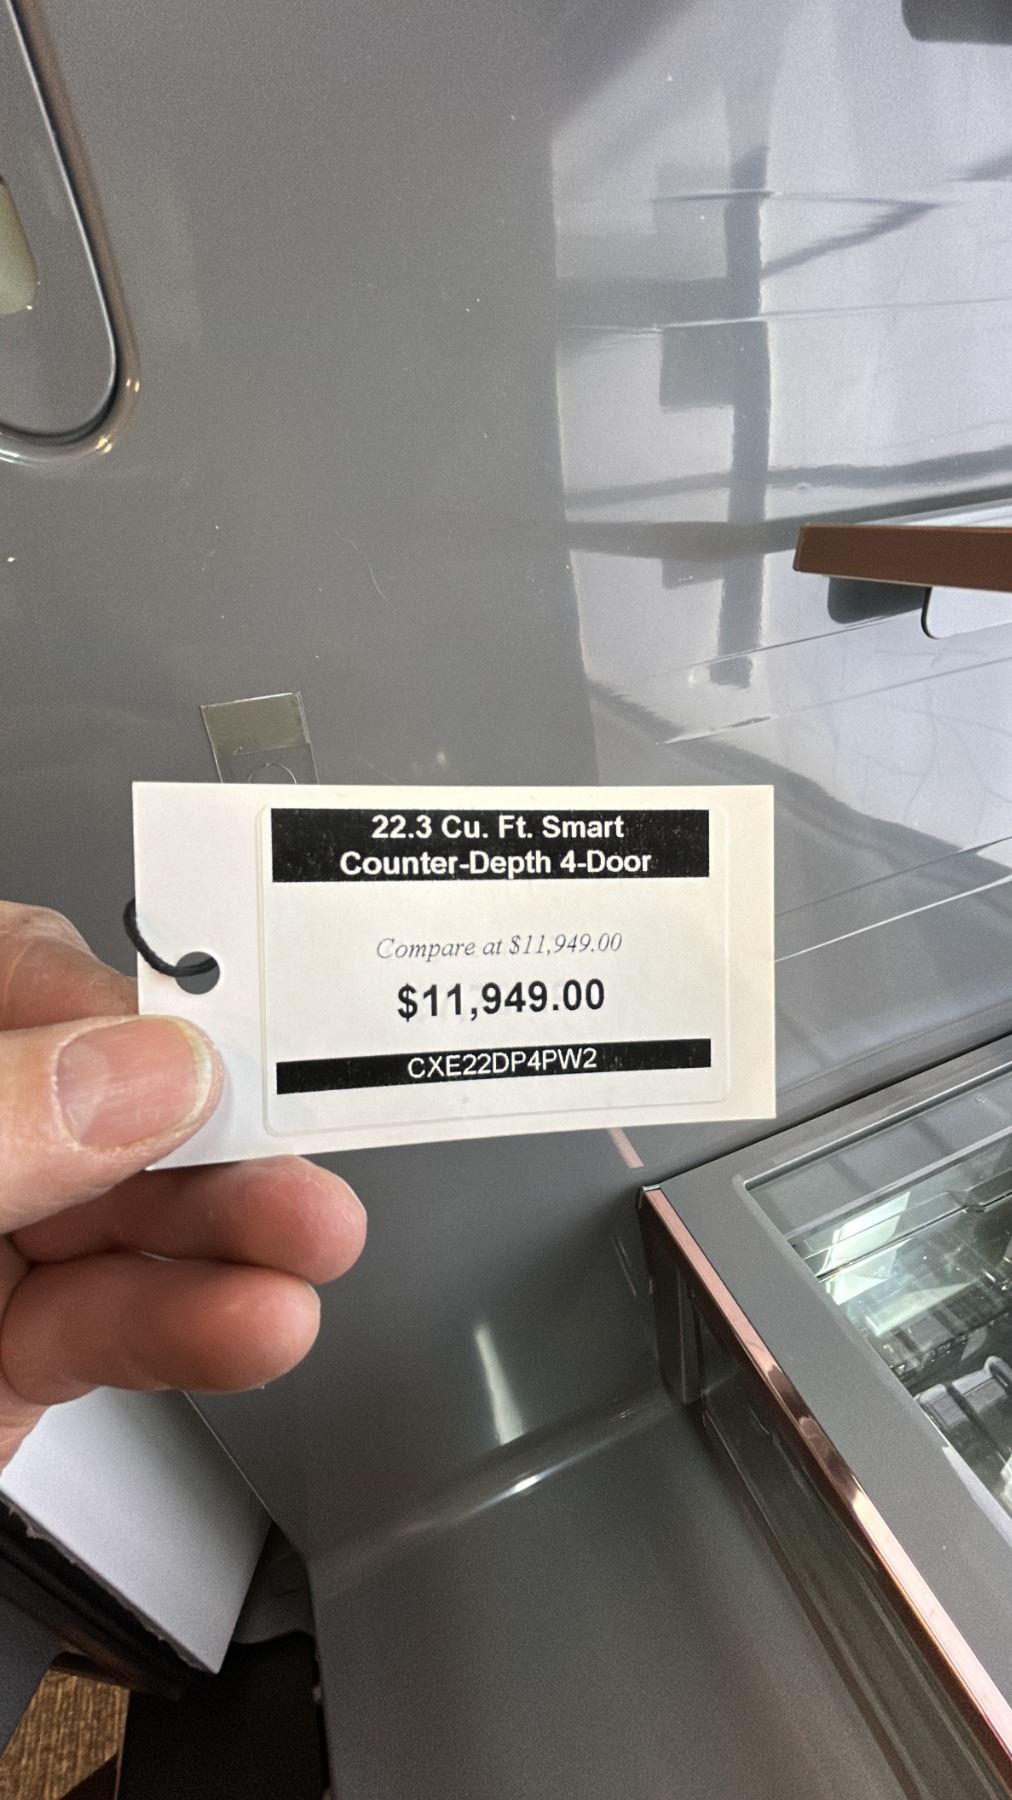 22.3 Cu. Ft. Smart
Counter-Depth 4-Door
Compare at $11,949.00
$11,949.00
CXE22DP4PW2